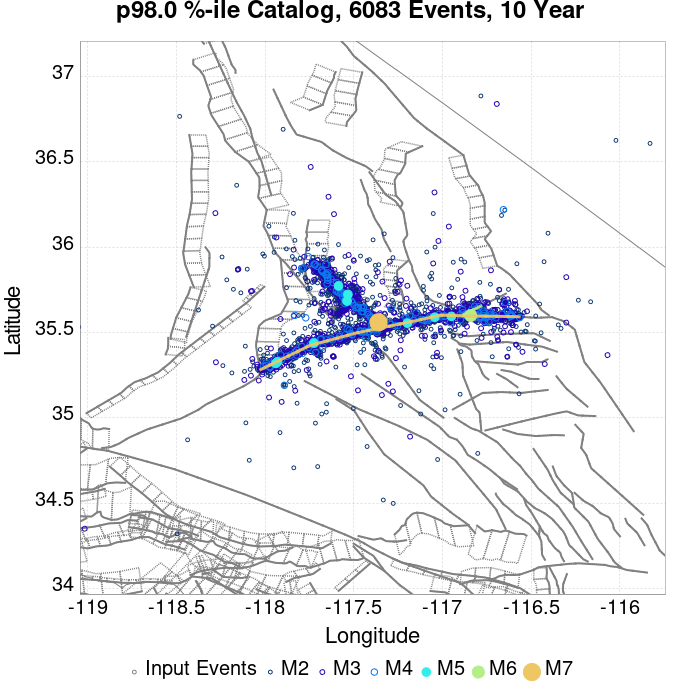 p98.0 %-ile Catalog, 6083 Events, 10 Year
37
36.5
36
35.5
35
34.5
34
Latitude
-119 -118.5 -118 -117.5 -117 -116.5 -116
Longitude
Input Events M2 M3 M4 M5 M6 M7